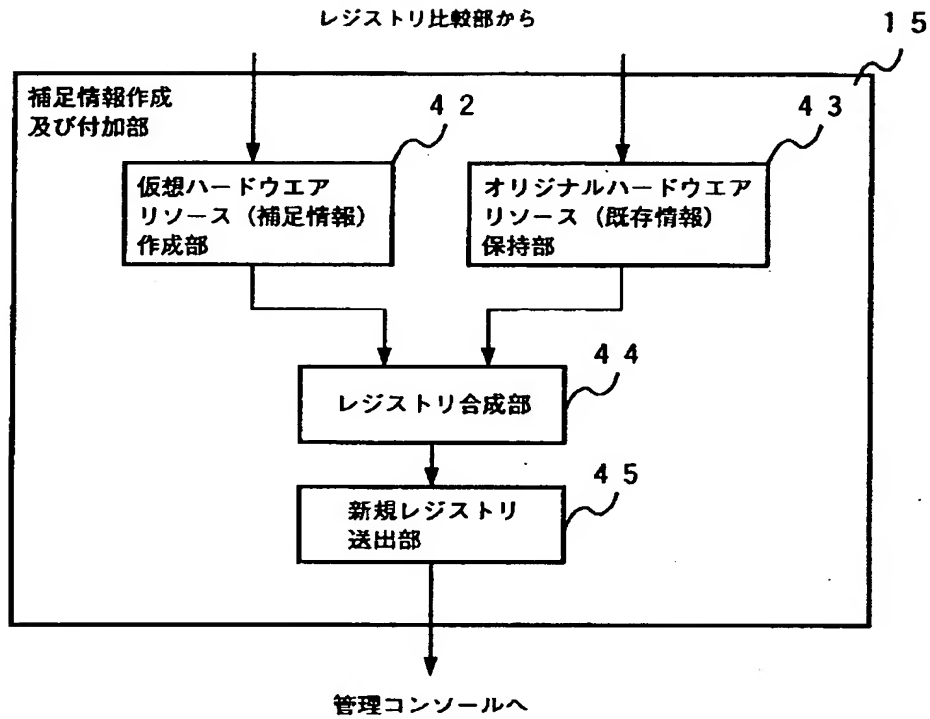 レジストリ比較部から
１５
補足情報作成
及び付加部
４２
４３
仮想ハードウエア
リソース（補足情報）
作成部
オリジナルハードウエア
リソース（既存情報）
保持部
４４
レジストリ合成部
４５
新規レジストリ
送出部
管理コンソールへ